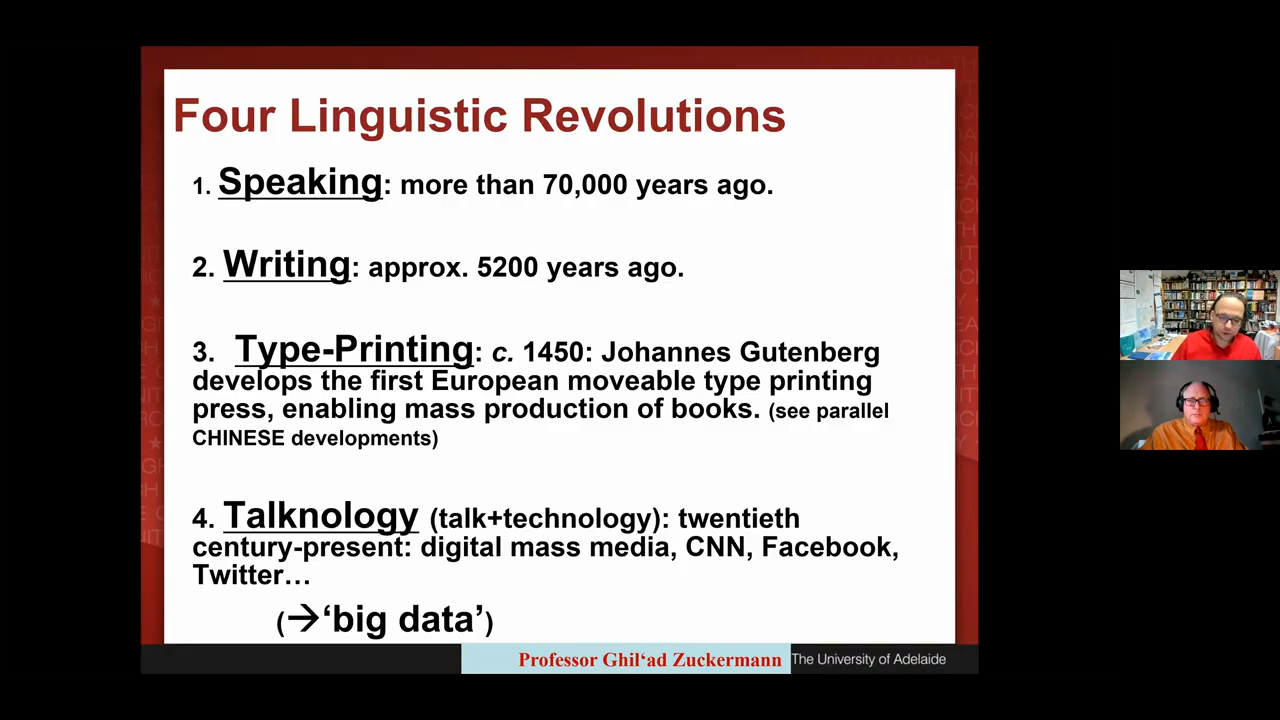 Four Linguistic Revolutions
1. Speaking: more than 70,000 years ago.
2. Writing: approx. 5200 years ago.
3. Type-Printing: c. 1450: Johannes Gutenberg
develops the first European moveable type printing
press, enabling mass production of books. (see parallel
CHINESE developments)
4. Talknology (talk+technology): twentieth
century-present: digital mass media, CNN, Facebook,
Twitter…
(→‘big data’)
Professor Ghil‘ad Zuckermann
The University of Adelaide